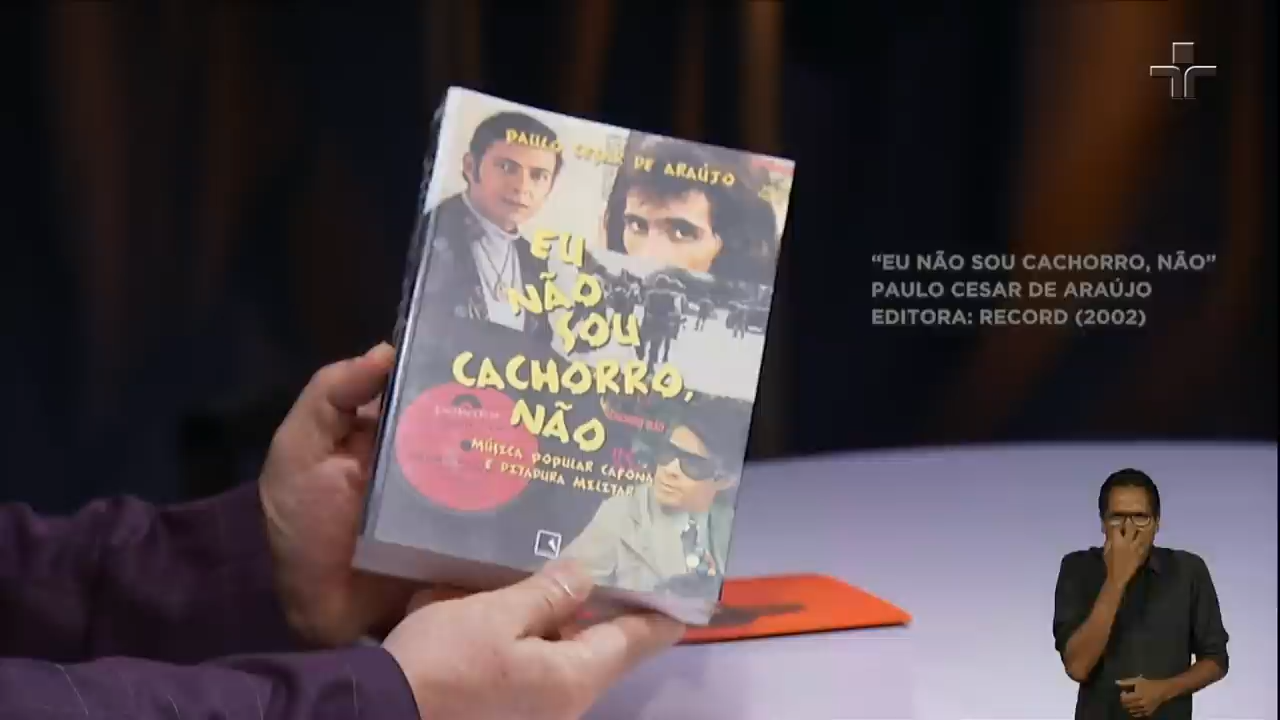 PAULO CESAR DE ARAÚJO
EU
NÃO
SOU
CACHORRO,
NÃO
MÚSICA POPULAR CAFONA
E DITADURA MILITAR
“EU NÃO SOU CACHORRO, NÃO”
PAULO CESAR DE ARAÚJO
EDITORA: RECORD (2002)